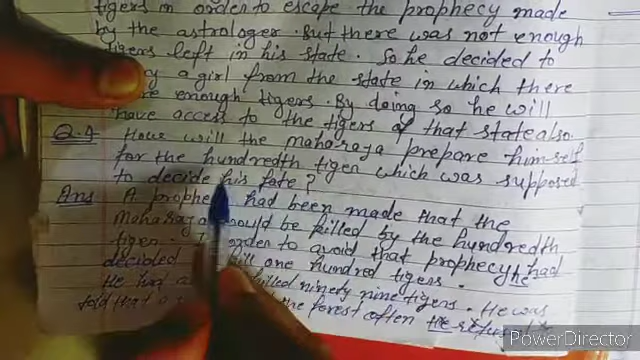 tigers in order to escape the prophecy made
by the astrologer. But there was not enough
tigers left in his state. So he decided to
a girl from the state in which there
enough tigers. By doing so he will
have access to the tigers of that state also.
Q.4 How will the maharaja prepare himself
for the hundredth tiger which was supposed
to decide his fate?
Ans A had been made that the
Maharaja would be killed by the hundredth
tiger. order to avoid that prophecy he had
decided kill one hundred tigers.
He had killed ninety nine tigers. He was
told that the forest often
PowerDirector